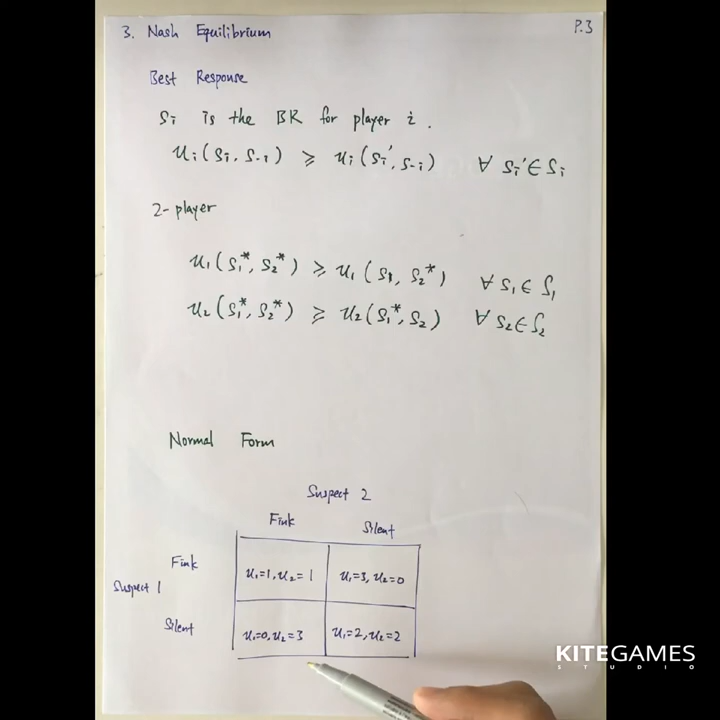 3. Nash Equilibrium
P.3
Best Response
Si is the BR for player i.
Ui(Si, S-i) ≥ Ui(Si', S-i) ∀ Si' ∈ Si
2-player
U1(S1*, S2*) ≥ U1(S1, S2*) ∀ S1 ∈ S1
U2(S1*, S2*) ≥ U2(S1*, S2) ∀ S2 ∈ S2
Normal Form
Suspect 2
Fink Silent
Fink U1=1, U2=1 U1=3, U2=0
Suspect 1
Silent U1=0, U2=3 U1=2, U2=2
KITEGAMES
STUDIO